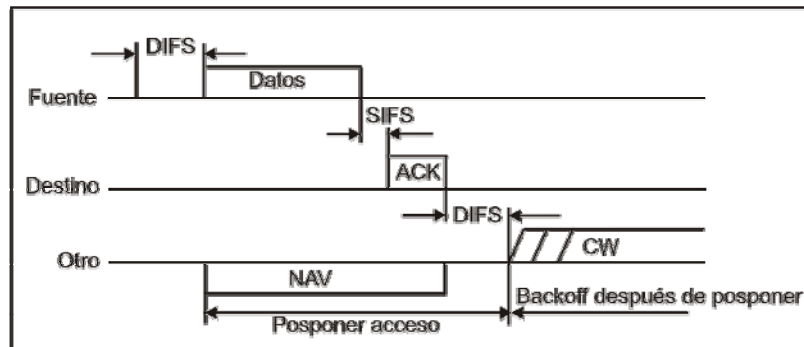 DIFS
Datos
Fuente
SIFS
ACK
Destino
DIFS
CW
Otro
NAV
Backoff después de posponer
Posponer acceso